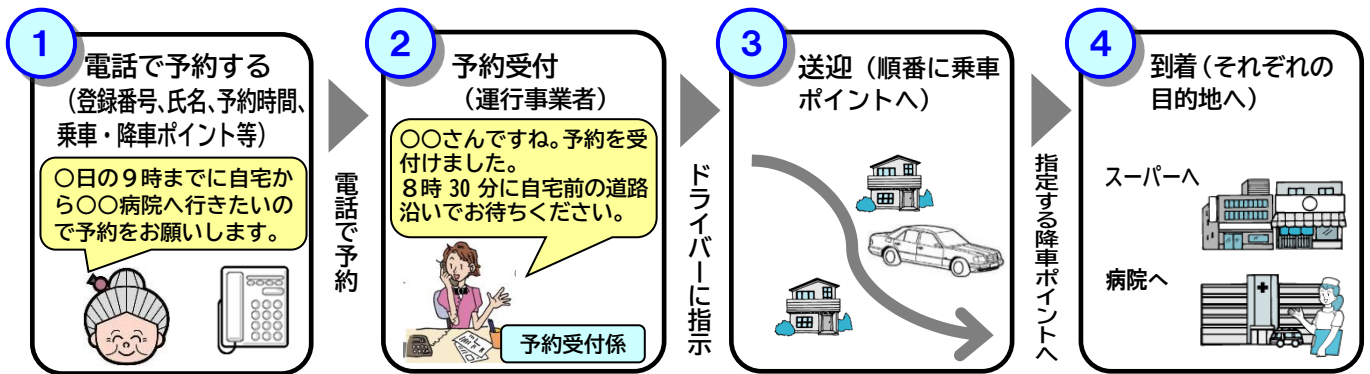 1
電話で予約する
(登録番号、氏名、予約時間、
乗車・降車ポイント等)
〇日の9時までに自宅か
ら〇〇病院へ行きたいの
で予約をお願いします。
電話で予約
2
予約受付
(運行事業者)
〇〇さんですね。予約を受
付けました。
8時 30 分に自宅前の道路
沿いでお待ちください。
予約受付係
ドライバーに指示
3
送迎(順番に乗車
ポイントへ)
指定する降車ポイントへ
4
到着(それぞれの
目的地へ)
スーパーへ
病院へ